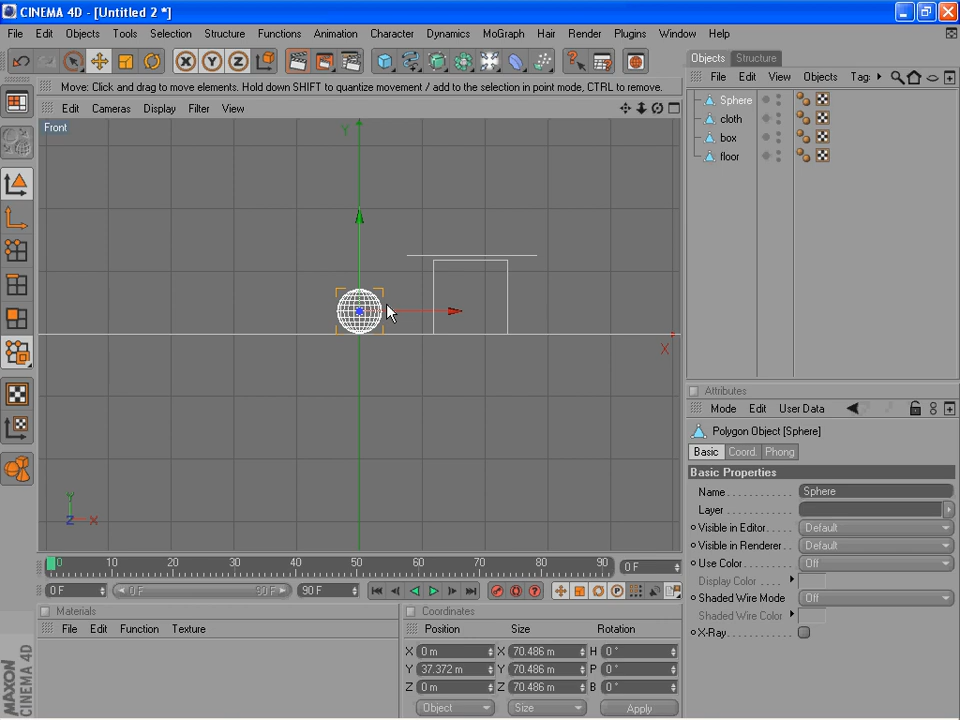 CINEMA 4D - [Untitled 2 *]
File Edit Objects Tools Selection Structure Functions Animation Character Dynamics MoGraph Hair Render Plugins Window Help
X Y Z
Objects Structure
File Edit View Objects Tag:
Move: Click and drag to move elements. Hold down SHIFT to quantize movement / add to the selection in point mode, CTRL to remove.
Edit Cameras Display Filter View
Front
Y
X
Y
Z X
Sphere
cloth
box
floor
Attributes
Mode Edit User Data
Polygon Object [Sphere]
Basic Coord. Phong
Basic Properties
Name Sphere
Layer
Visible in Editor Default
Visible in Renderer Default
Use Color Off
Display Color
Shaded Wire Mode Off
Shaded Wire Color
X-Ray
0 10 20 30 40 50 60 70 80 90 0 F
0 F 0 F 90 F 90 F
Materials
File Edit Function Texture
Coordinates
Position Size Rotation
X 0 m X 70.486 m H 0 °
Y 37.372 m Y 70.486 m P 0 °
Z 0 m Z 70.486 m B 0 °
Object Size Apply
MAXON
CINEMA 4D